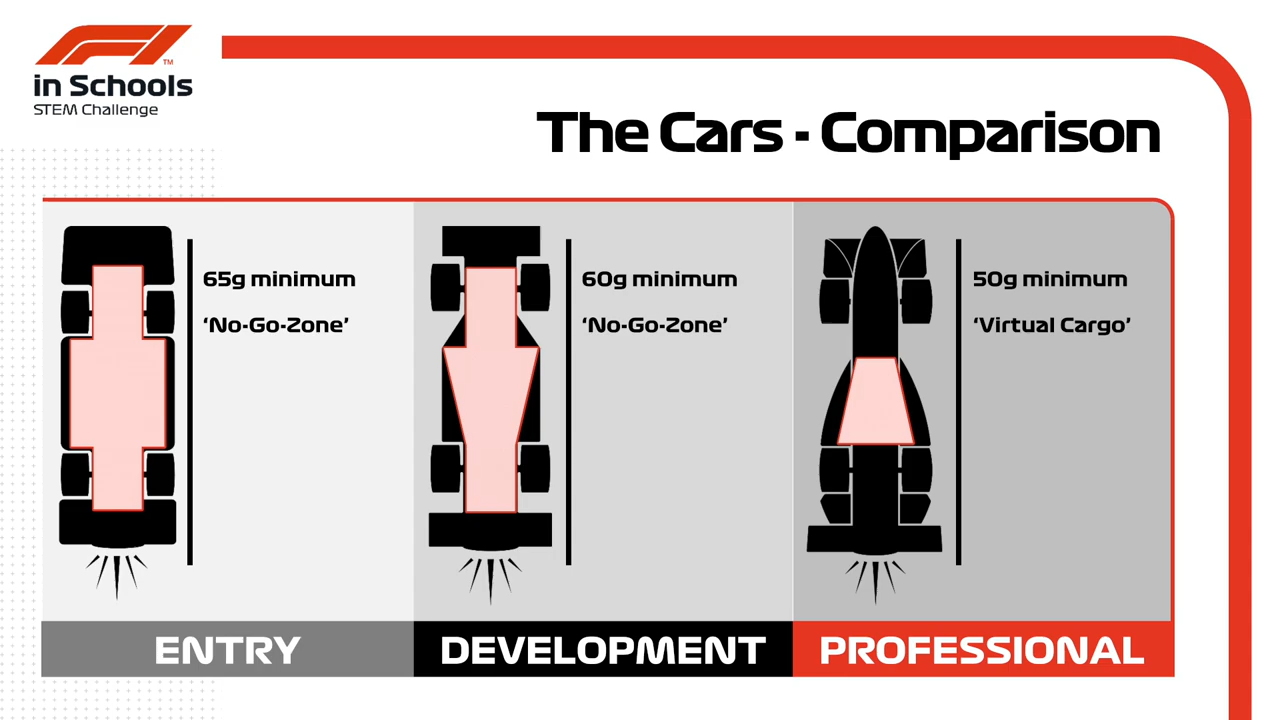 TM
in Schools
STEM Challenge
The Cars - Comparison
65g minimum
‘No-Go-Zone’
60g minimum
‘No-Go-Zone’
50g minimum
‘Virtual Cargo’
ENTRY
DEVELOPMENT
PROFESSIONAL